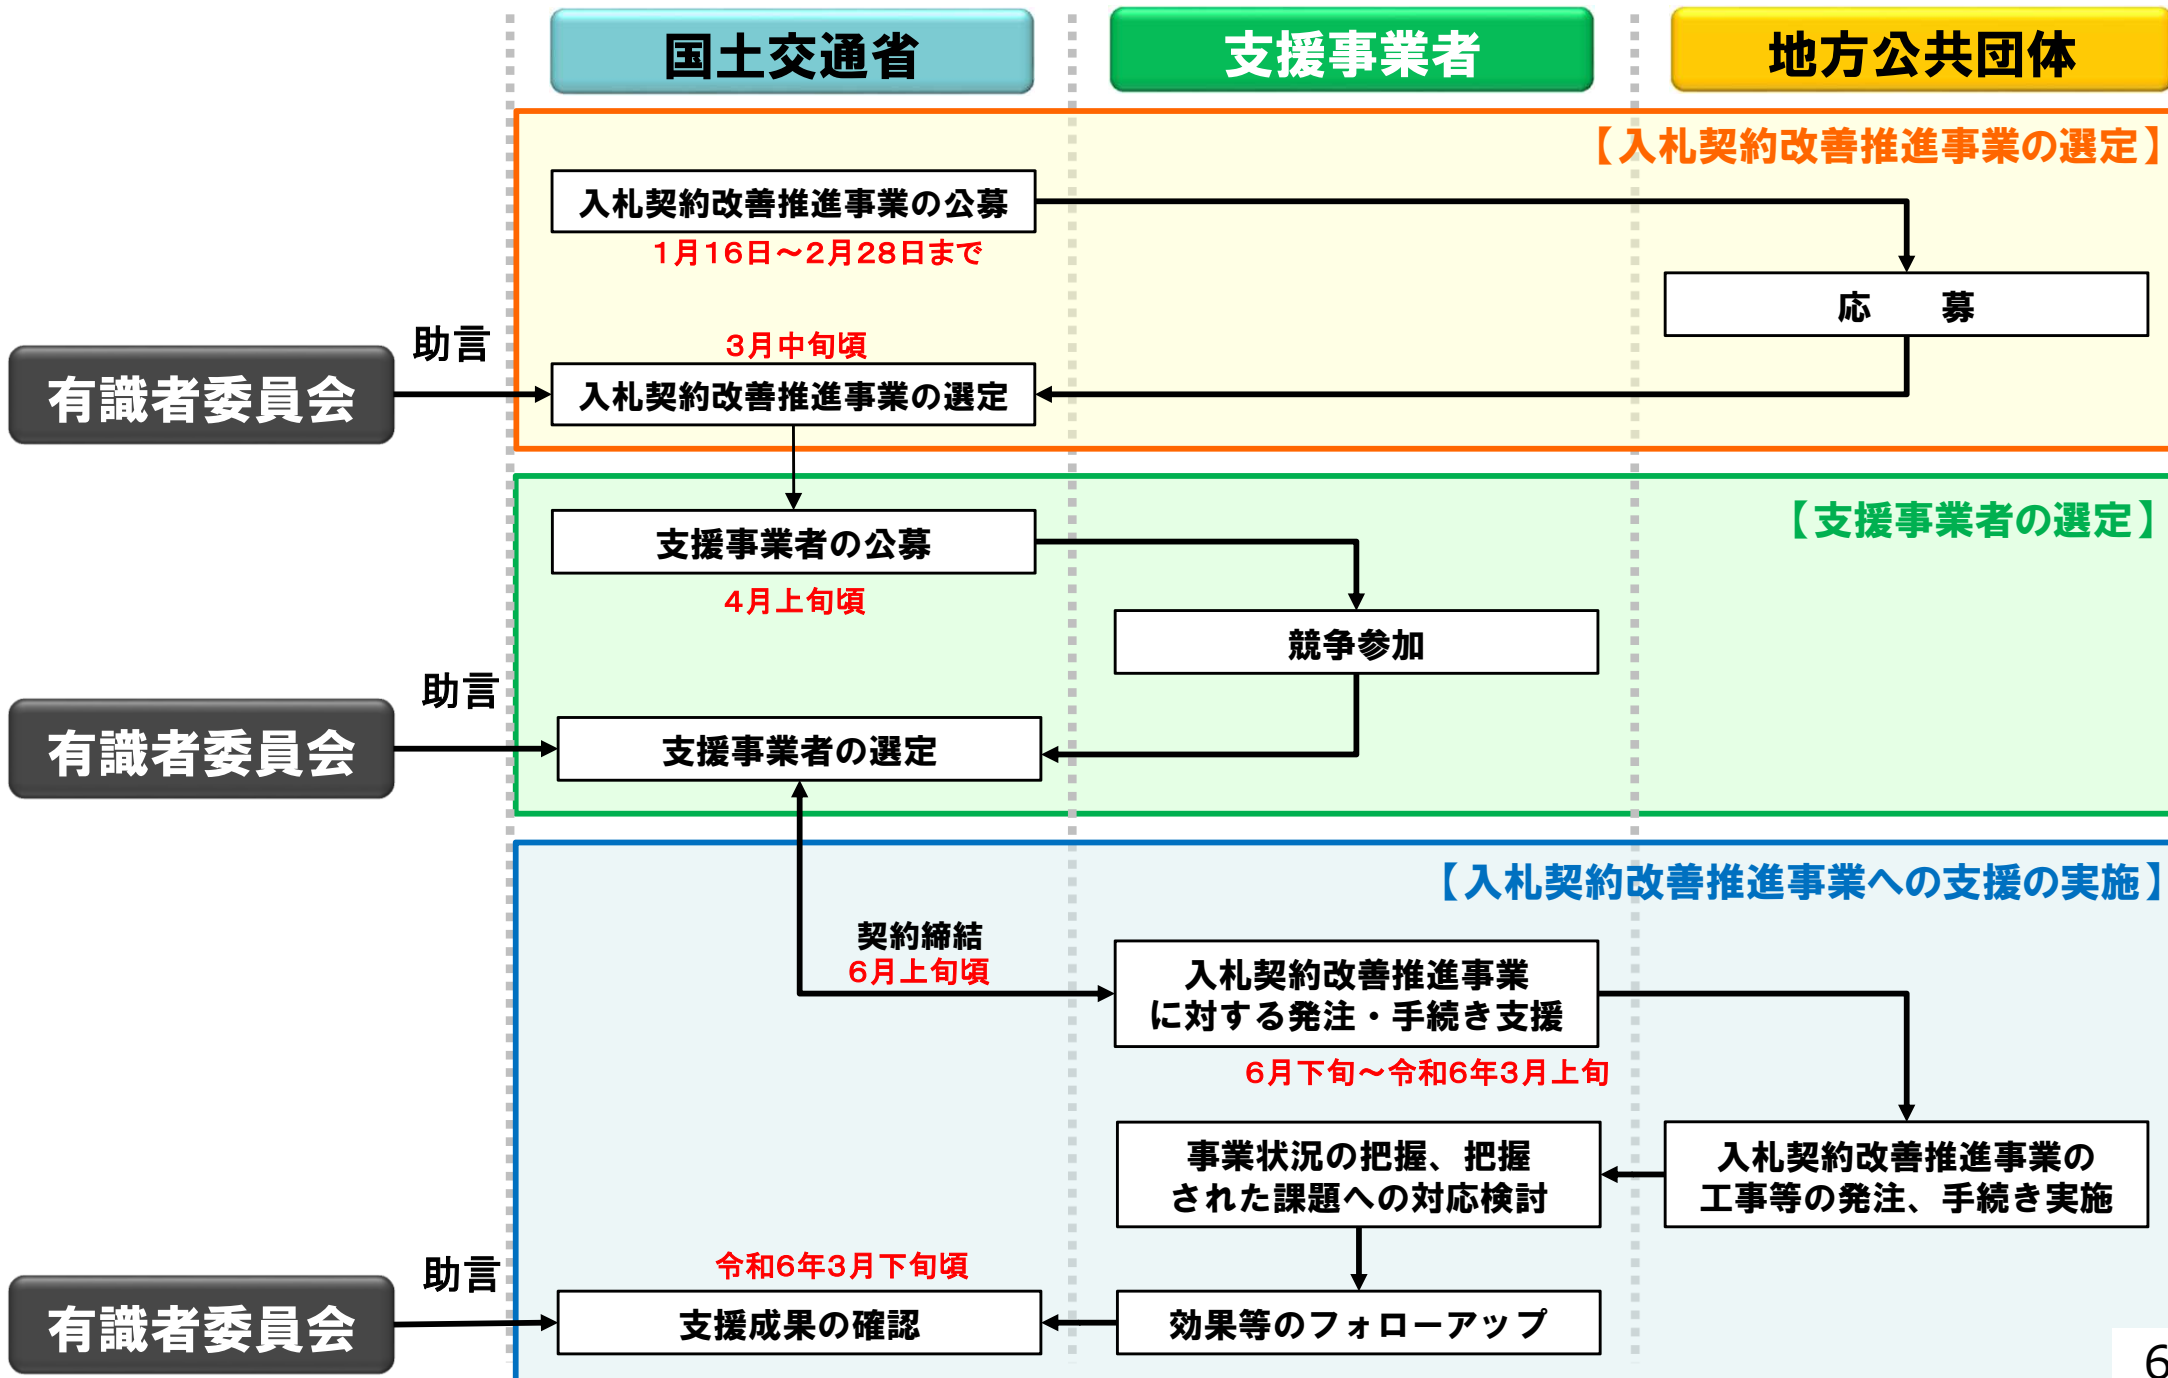 国土交通省
支援事業者
地方公共団体
【入札契約改善推進事業の選定】
入札契約改善推進事業の公募
1月16日～2月28日まで
応　　募
助言
3月中旬頃
有識者委員会
入札契約改善推進事業の選定
【支援事業者の選定】
支援事業者の公募
4月上旬頃
競争参加
助言
有識者委員会
支援事業者の選定
【入札契約改善推進事業への支援の実施】
契約締結
6月上旬頃
入札契約改善推進事業
に対する発注・手続き支援
6月下旬～令和6年3月上旬
事業状況の把握、把握
された課題への対応検討
入札契約改善推進事業の
工事等の発注、手続き実施
助言
令和6年3月下旬頃
有識者委員会
支援成果の確認
効果等のフォローアップ
6